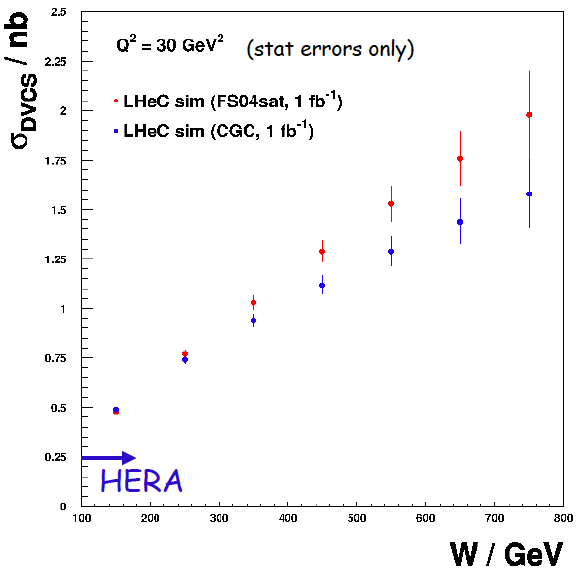 σDVCS / nb
Q² = 30 GeV² (stat errors only)
LHeC sim (FS04sat, 1 fb⁻¹)
LHeC sim (CGC, 1 fb⁻¹)
2.5
2.25
2
1.75
1.5
1.25
1
0.75
0.5
0.25
0
HERA
100 200 300 400 500 600 700 800
W / GeV